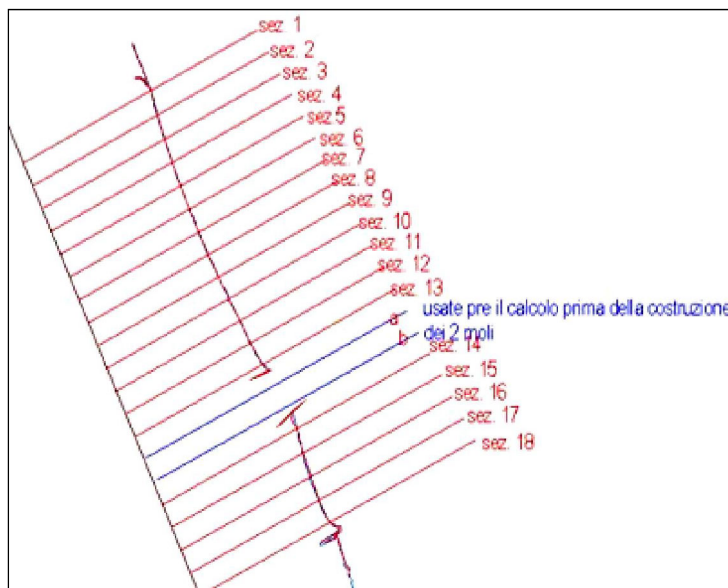 sez. 1
sez. 2
sez. 3
sez. 4
sez 5
sez. 6
sez. 7
sez. 8
sez. 9
sez. 10
sez. 11
sez. 12
sez. 13
usate pre il calcolo prima della costruzione
a
dei 2 moli
b
sez. 14
sez. 15
sez. 16
sez. 17
sez. 18